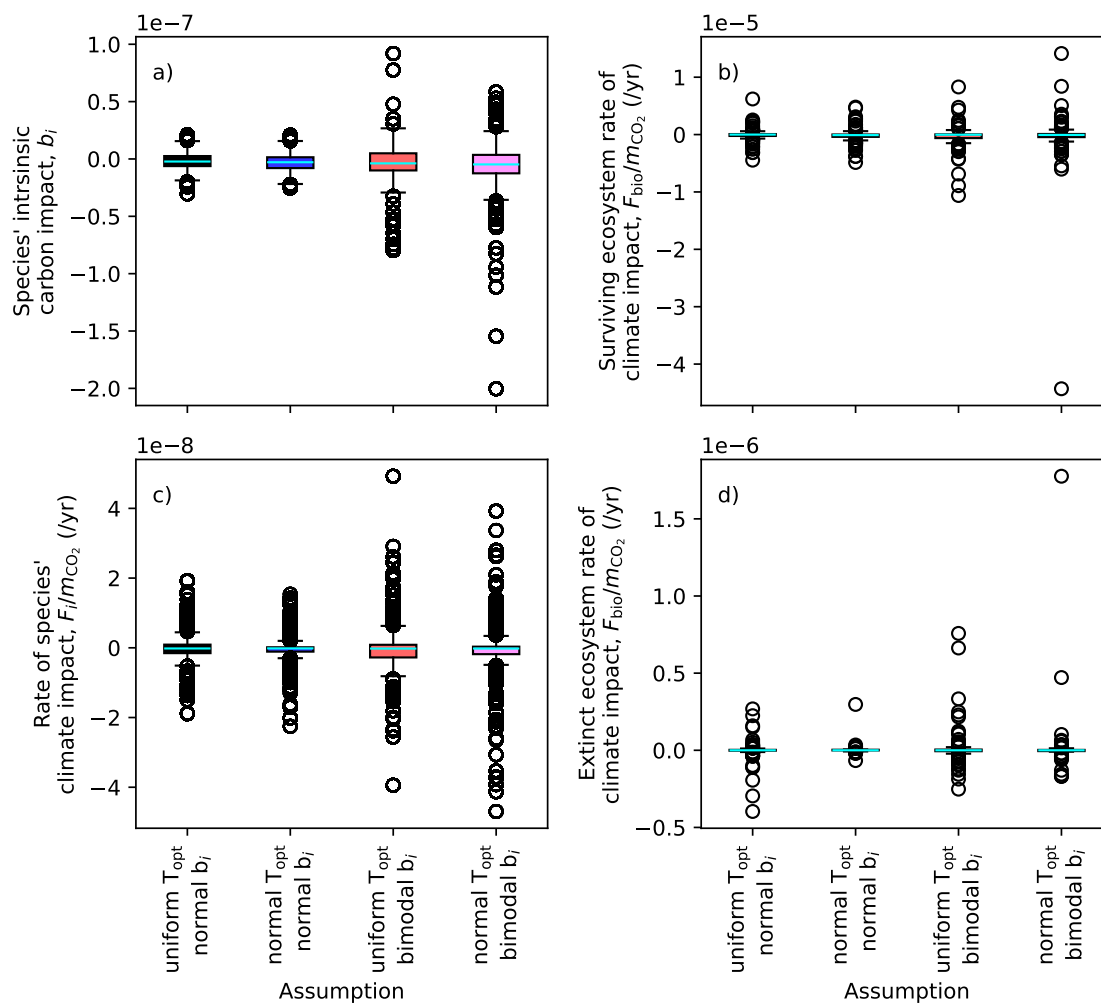 1e−7
a)
1.0
0.5
0.0
−0.5
−1.0
−1.5
−2.0
Species' intrinsic
carbon impact, b_i
1e−5
b)
1
0
−1
−2
−3
−4
Surviving ecosystem rate of
climate impact, F_bio/m_CO₂ (/yr)
1e−8
c)
4
2
0
−2
−4
Rate of species'
climate impact, F_i/m_CO₂ (/yr)
uniform T_opt
normal b_i
normal T_opt
normal b_i
uniform T_opt
bimodal b_i
normal T_opt
bimodal b_i
Assumption
1e−6
d)
1.5
1.0
0.5
0.0
−0.5
Extinct ecosystem rate of
climate impact, F_bio/m_CO₂ (/yr)
uniform T_opt
normal b_i
normal T_opt
normal b_i
uniform T_opt
bimodal b_i
normal T_opt
bimodal b_i
Assumption